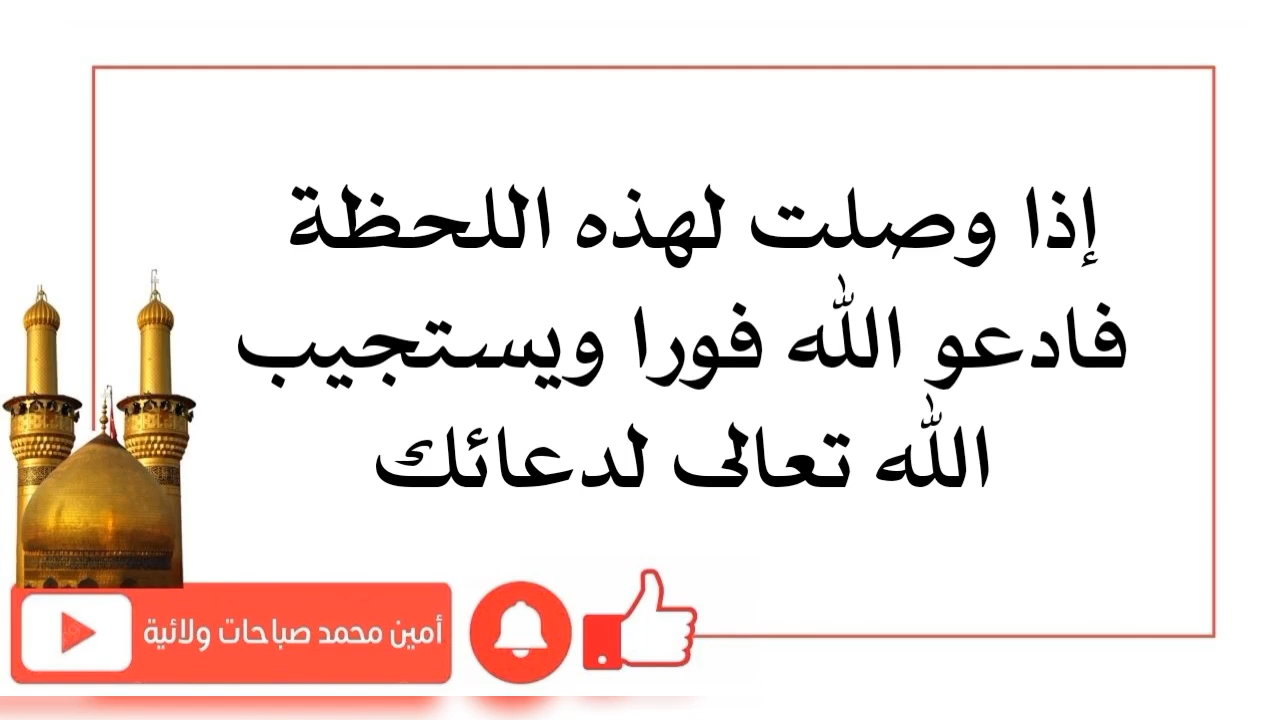 إذا وصلت لهذه اللحظة
فادعو الله فورا ويستجيب
الله تعالى لدعائك
أمين محمد صباحات ولائية